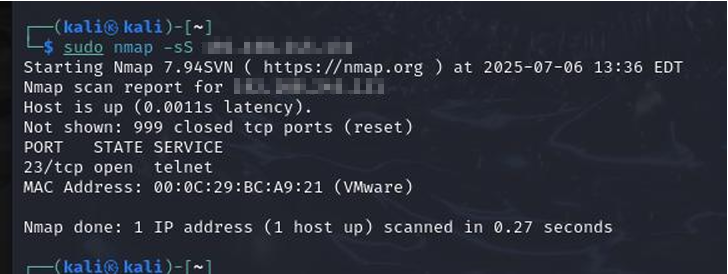 ┌──(kali㉿kali)-[~]
└─$ sudo nmap -sS
Starting Nmap 7.94SVN ( https://nmap.org ) at 2025-07-06 13:36 EDT
Nmap scan report for
Host is up (0.0011s latency).
Not shown: 999 closed tcp ports (reset)
PORT   STATE SERVICE
23/tcp open  telnet
MAC Address: 00:0C:29:BC:A9:21 (VMware)
Nmap done: 1 IP address (1 host up) scanned in 0.27 seconds
┌──(kali㉿kali)-[~]